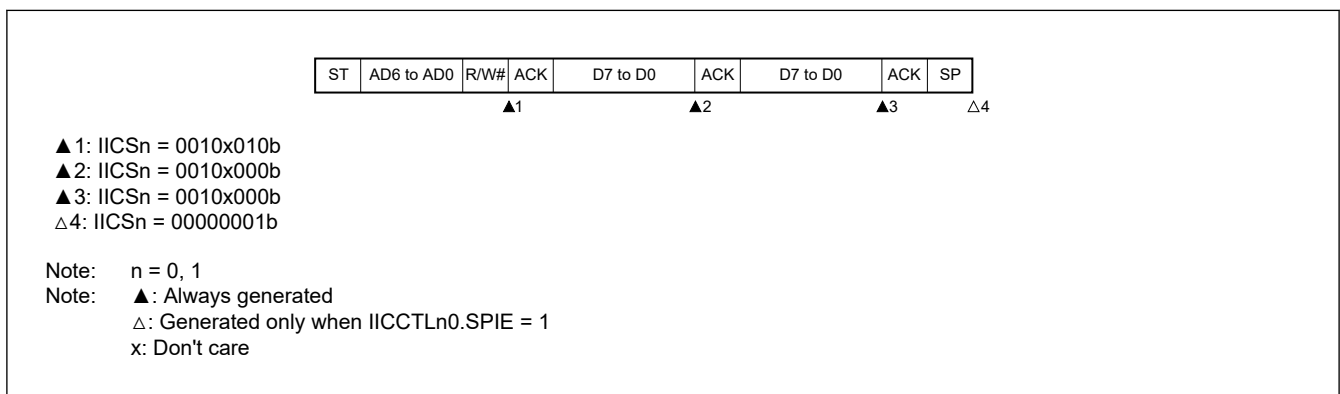 ST AD6 to AD0 R/W# ACK D7 to D0 ACK D7 to D0 ACK SP
▲1 ▲2 ▲3 △4
▲1: IICSn = 0010x010b
▲2: IICSn = 0010x000b
▲3: IICSn = 0010x000b
△4: IICSn = 00000001b
Note: n = 0, 1
Note: ▲: Always generated
△: Generated only when IICCTLn0.SPIE = 1
x: Don't care